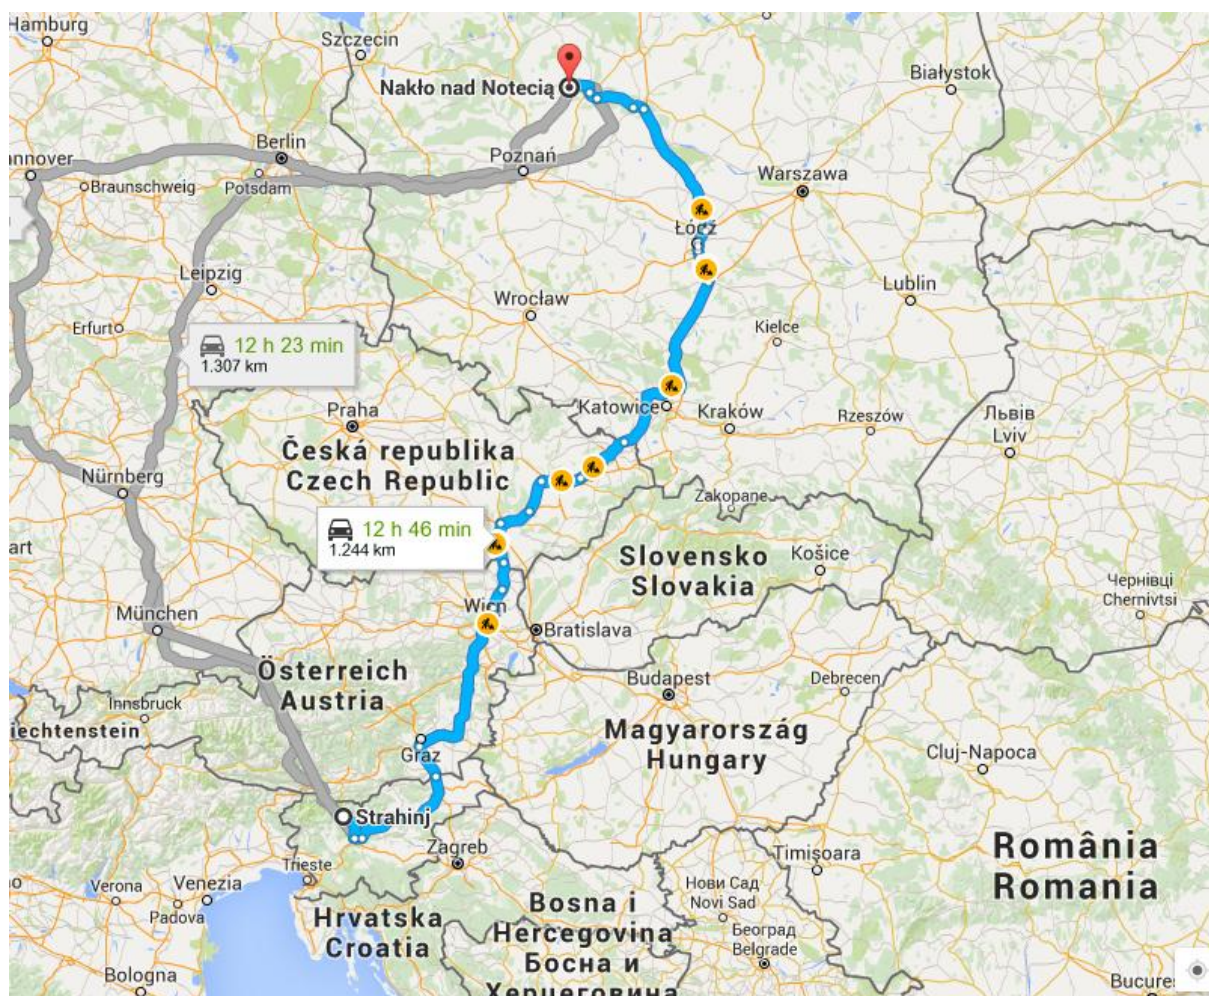 Hamburg
Szczecin
Nakło nad Notecią
Białystok
Berlin
nnover
Poznań
Warszawa
Braunschweig
Potsdam
Łódź
Leipzig
Wrocław
Lublin
Erfurt
Kielce
12 h 23 min
1.307 km
Praha
Katowice
Kraków
Rzeszów
Львів
Lviv
Česká republika
Czech Republic
Nürnberg
Zakopane
12 h 46 min
1.244 km
art
Slovensko
Slovakia
Košice
Чернівці
Chernivtsi
München
Wien
Bratislava
Österreich
Austria
Budapest
Debrecen
Innsbruck
iechtenstein
Magyarország
Hungary
Graz
Cluj-Napoca
Strahinj
Zagreb
Timișoara
România
Romania
Trieste
Verona
Venezia
Padova
Нови Сад
Novi Sad
Hrvatska
Croatia
Bosna i
Hercegovina
Босна и
Херцеговина
Београд
Belgrade
Bologna
Bucure